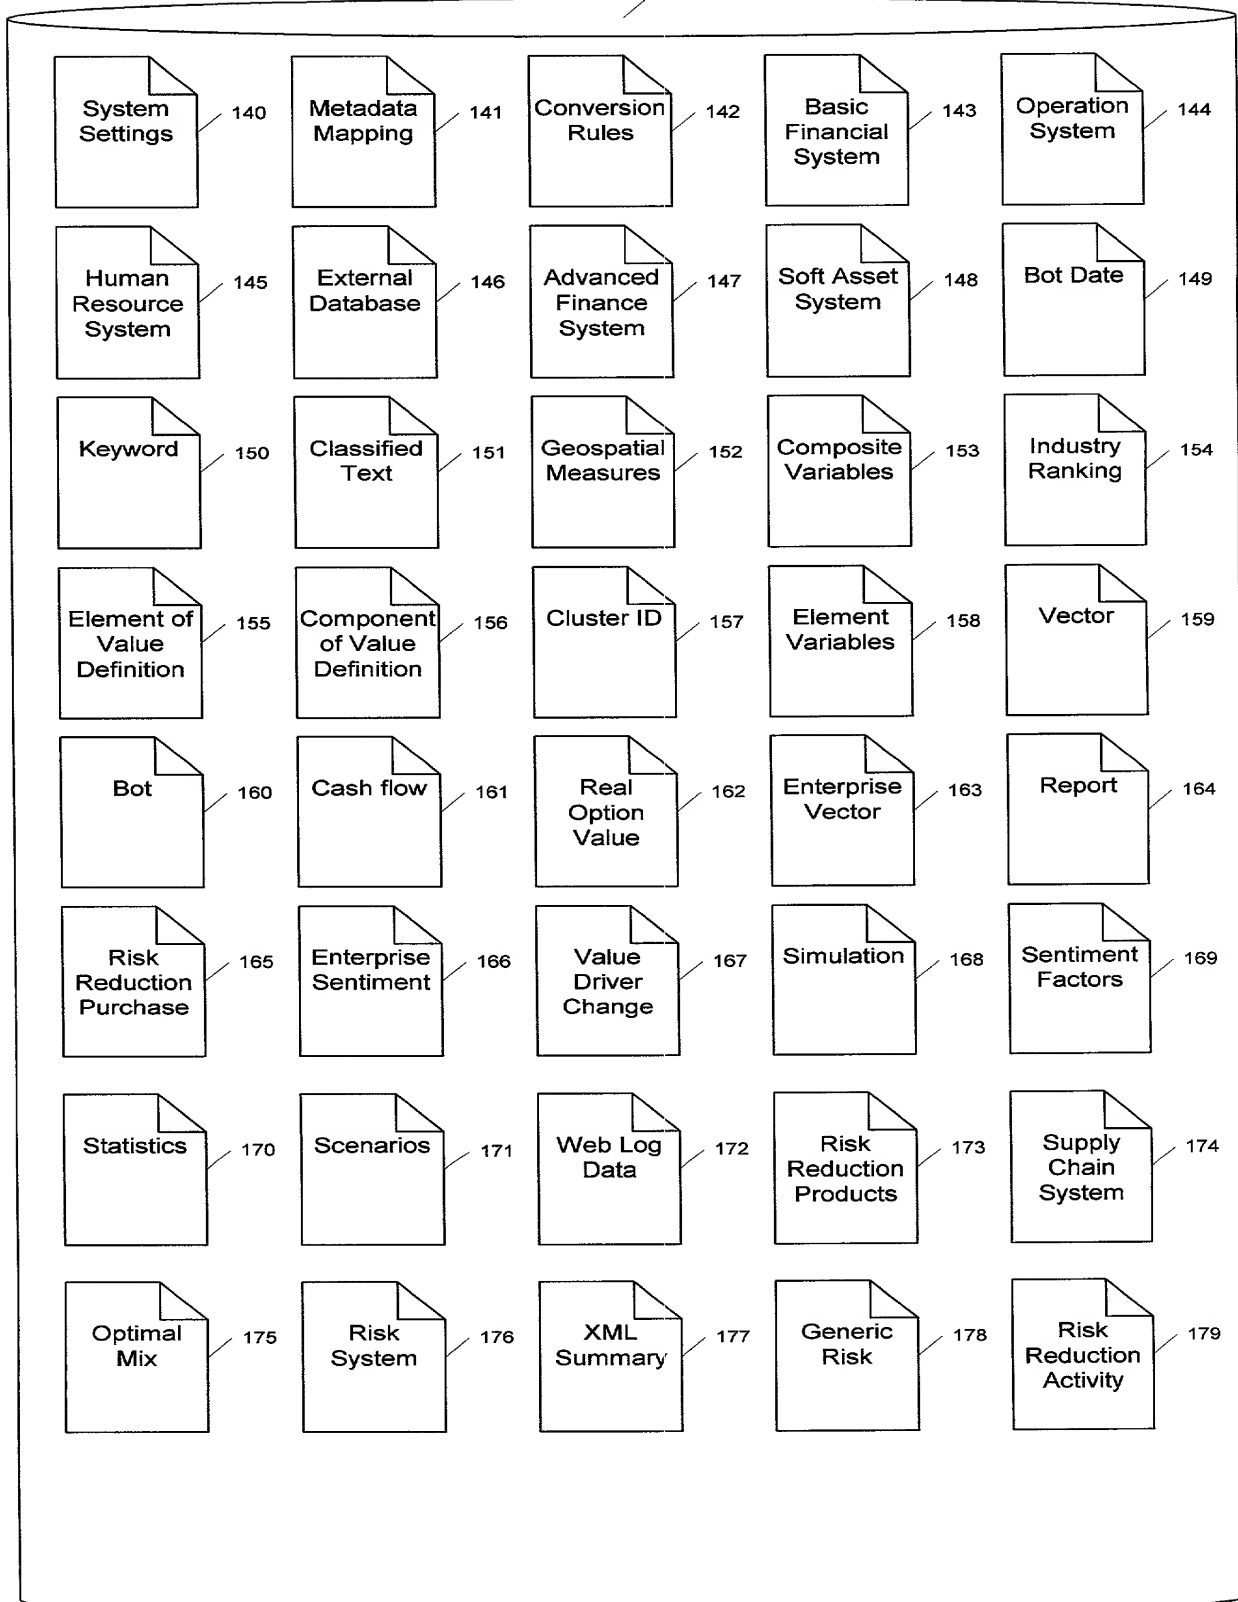 System
Settings
140
Metadada
Mapping
141
Conversion
Rules
142
Basic
Financial
System
143
Operation
System
144
Human
Resource
System
145
External
Database
146
Advanced
Finance
System
147
Soft Asset
System
148
Bot Date
149
Keyword
150
Classified
Text
151
Geospatial
Measures
152
Composite
Variables
153
Industry
Ranking
154
Element of
Value
Definition
155
Component
of Value
Definition
156
Cluster ID
157
Element
Variables
158
Vector
159
Bot
160
Cash flow
161
Real
Option
Value
162
Enterprise
Vector
163
Report
164
Risk
Reduction
Purchase
165
Enterprise
Sentiment
166
Value
Driver
Change
167
Simulation
168
Sentiment
Factors
169
Statistics
170
Scenarios
171
Web Log
Data
172
Risk
Reduction
Products
173
Supply
Chain
System
174
Optimal
Mix
175
Risk
System
176
XML
Summary
177
Generic
Risk
178
Risk
Reduction
Activity
179